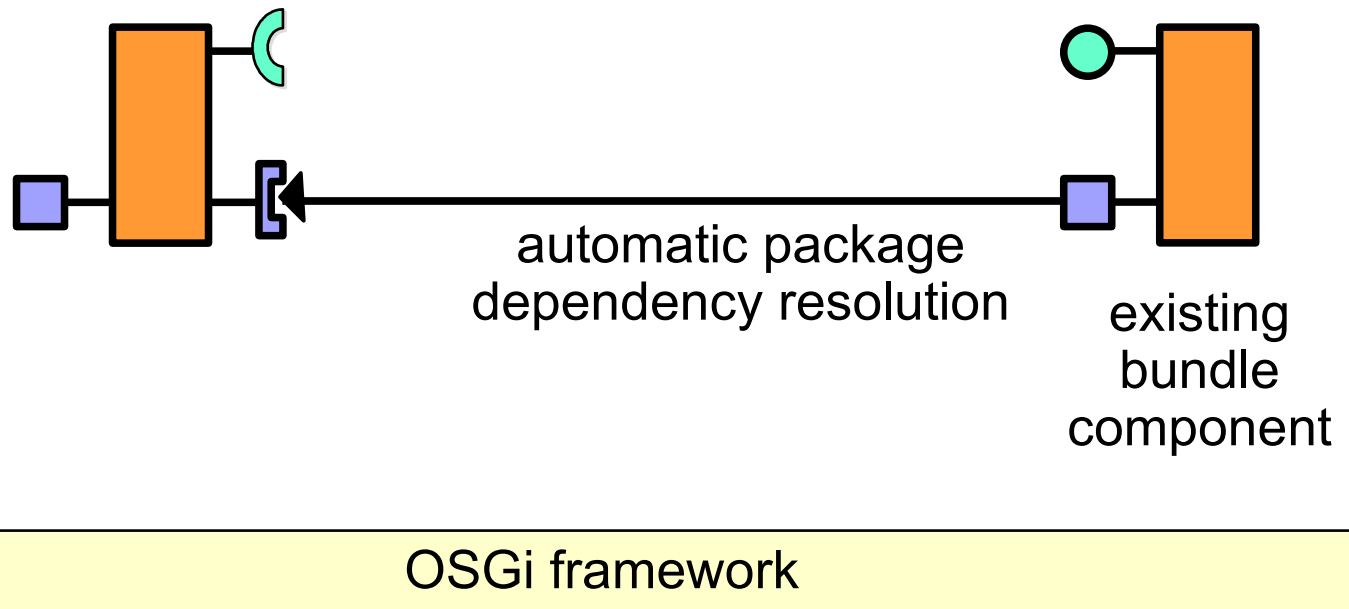 automatic package
dependency resolution
existing
bundle
component
OSGi framework